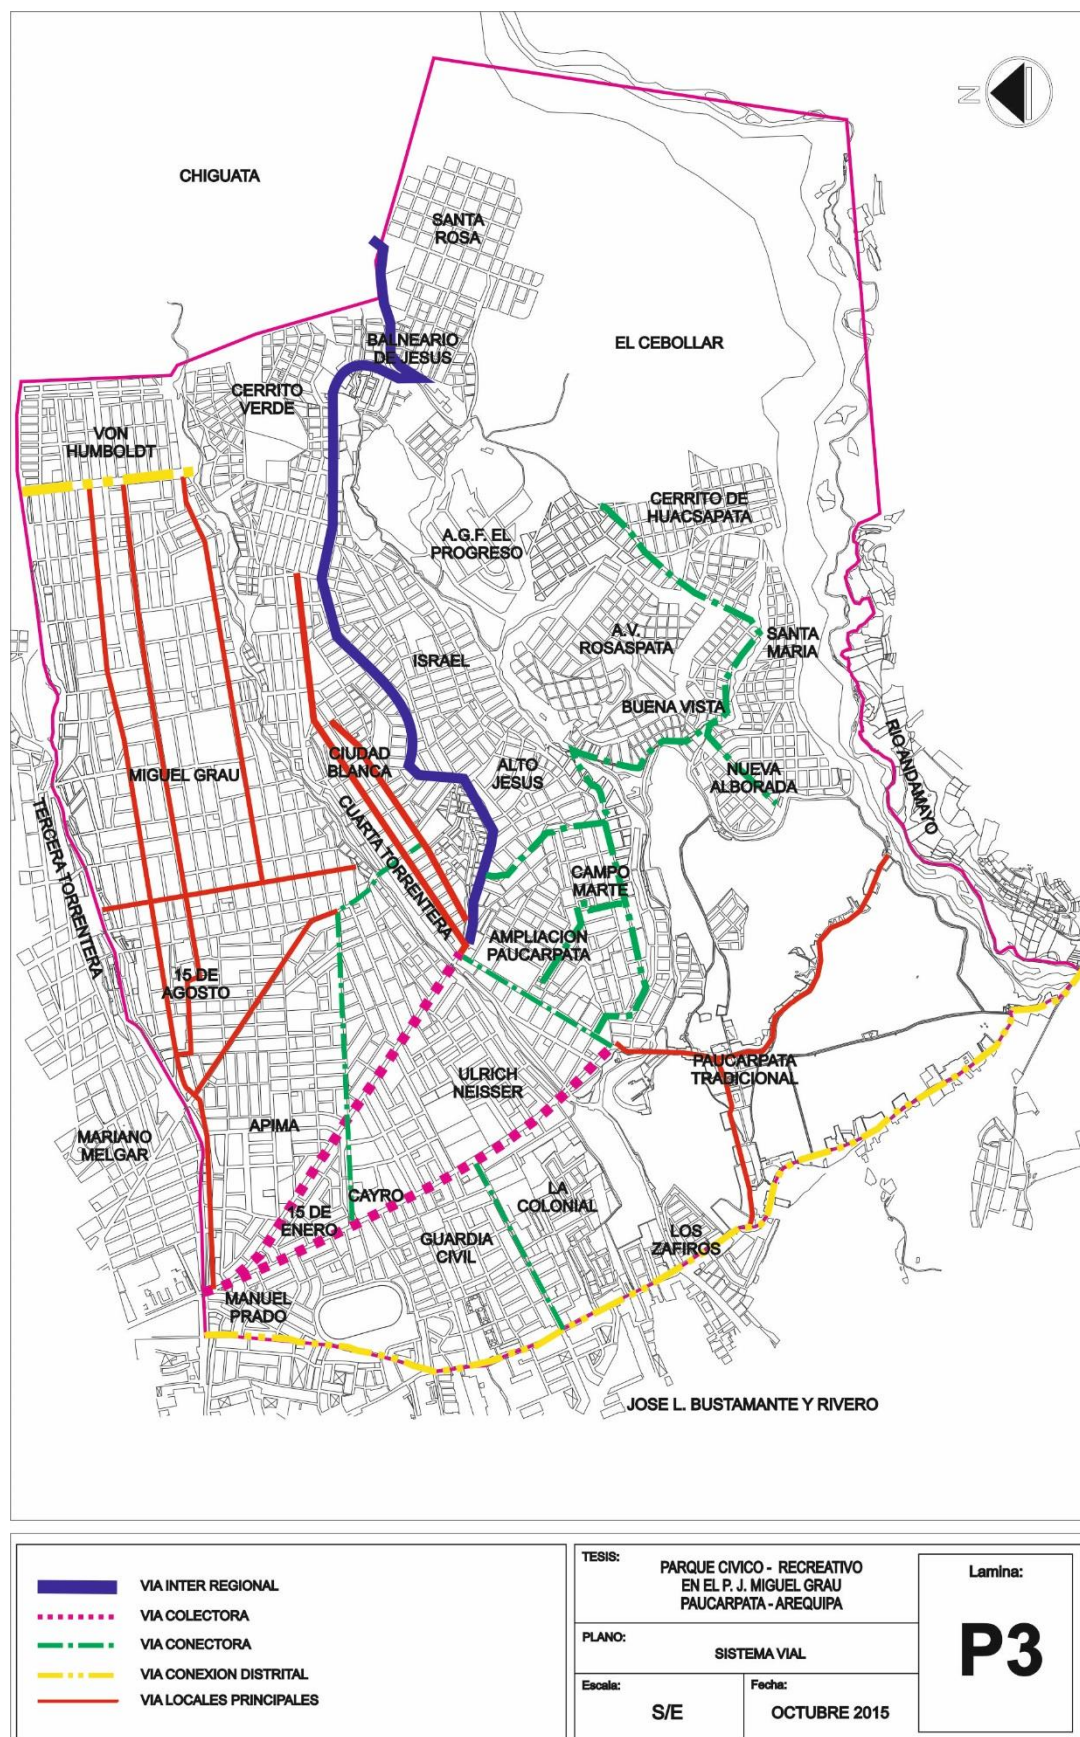 N
CHIGUATA
SANTA
ROSA
BALNEARIO
DE JESUS
EL CEBOLLAR
CERRITO
VERDE
VON
HUMBOLDT
CERRITO DE
HUACSAPATA
A.G.F. EL
PROGRESO
A.V.
ROSASPATA
SANTA
MARIA
ISRAEL
BUENA VISTA
CIUDAD
BLANCA
ALTO
JESUS
NUEVA
ALBORADA
RIO ANDAMAYO
MIGUEL GRAU
TERCERA TORRENTERA
CUARTA TORRENTERA
CAMPO
MARTE
AMPLIACION
PAUCARPATA
15 DE
AGOSTO
PAUCARPATA
TRADICIONAL
ULRICH
NEISSER
APIMA
MARIANO
MELGAR
CAYRO
LA
COLONIAL
15 DE
ENERO
GUARDIA
CIVIL
LOS
ZAFIROS
MANUEL
PRADO
JOSE L. BUSTAMANTE Y RIVERO
VIA INTER REGIONAL
VIA COLECTORA
VIA CONECTORA
VIA CONEXION DISTRITAL
VIA LOCALES PRINCIPALES
TESIS:
PARQUE CIVICO - RECREATIVO
EN EL P. J. MIGUEL GRAU
PAUCARPATA - AREQUIPA
PLANO:
SISTEMA VIAL
Escala:
S/E
Fecha:
OCTUBRE 2015
Lamina:
P3